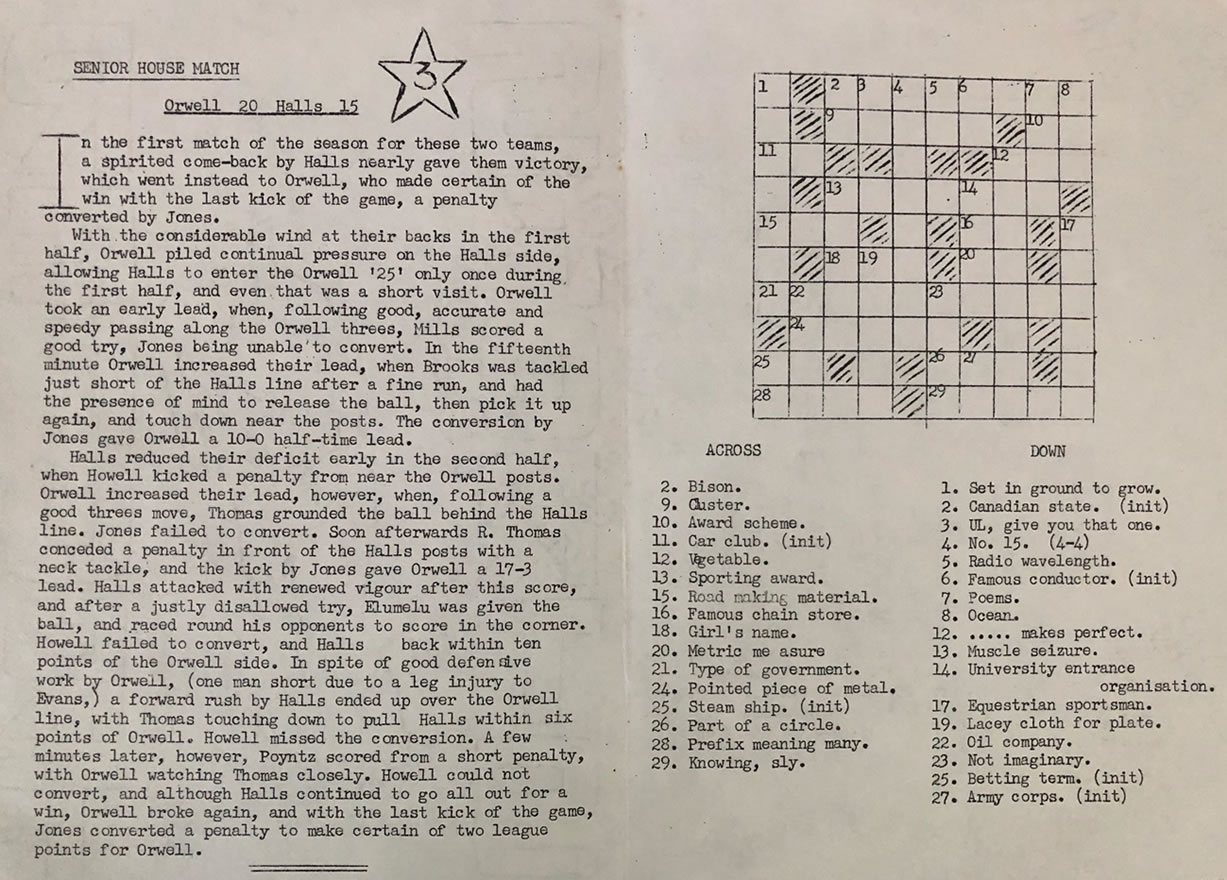 SENIOR HOUSE MATCH
3
Orwell 20 Halls 15
In the first match of the season for these two teams,
a spirited come-back by Halls nearly gave them victory,
which went instead to Orwell, who made certain of the
win with the last kick of the game, a penalty
converted by Jones.
With the considerable wind at their backs in the first
half, Orwell piled continual pressure on the Halls side,
allowing Halls to enter the Orwell '25' only once during
the first half, and even that was a short visit. Orwell
took an early lead, when, following good, accurate and
speedy passing along the Orwell threes, Mills scored a
good try, Jones being unable to convert. In the fifteenth
minute Orwell increased their lead, when Brooks was tackled
just short of the Halls line after a fine run, and had
the presence of mind to release the ball, then pick it up
again, and touch down near the posts. The conversion by
Jones gave Orwell a 10-0 half-time lead.
Halls reduced their deficit early in the second half,
when Howell kicked a penalty from near the Orwell posts.
Orwell increased their lead, however, when, following a
good threes move, Thomas grounded the ball behind the Halls
line. Jones failed to convert. Soon afterwards R. Thomas
conceded a penalty in front of the Halls posts with a
neck tackle, and the kick by Jones gave Orwell a 17-3
lead. Halls attacked with renewed vigour after this score,
and after a justly disallowed try, Elumelu was given the
ball, and raced round his opponents to score in the corner.
Howell failed to convert, and Halls back within ten
points of the Orwell side. In spite of good defensive
work by Orwell, (one man short due to a leg injury to
Evans,) a forward rush by Halls ended up over the Orwell
line, with Thomas touching down to pull Halls within six
points of Orwell. Howell missed the conversion. A few
minutes later, however, Poyntz scored from a short penalty,
with Orwell watching Thomas closely. Howell could not
convert, and although Halls continued to go all out for a
win, Orwell broke again, and with the last kick of the game,
Jones converted a penalty to make certain of two league
points for Orwell.
1 2 3 4 5 6 7 8
9 10
11 12
13 14
15 16 17
18 19 20
21 22 23
24
25 26 27
28 29
ACROSS
2. Bison.
9. Cluster.
10. Award scheme.
11. Car club. (init)
12. Vegetable.
13. Sporting award.
15. Road making material.
16. Famous chain store.
18. Girl's name.
20. Metric me asure
21. Type of government.
24. Pointed piece of metal.
25. Steam ship. (init)
26. Part of a circle.
28. Prefix meaning many.
29. Knowing, sly.
DOWN
1. Set in ground to grow.
2. Canadian state. (init)
3. UL, give you that one.
4. No. 15. (4-4)
5. Radio wavelength.
6. Famous conductor. (init)
7. Poems.
8. Ocean.
12. ..... makes perfect.
13. Muscle seizure.
14. University entrance
organisation.
17. Equestrian sportsman.
19. Lacey cloth for plate.
22. Oil company.
23. Not imaginary.
25. Betting term. (init)
27. Army corps. (init)